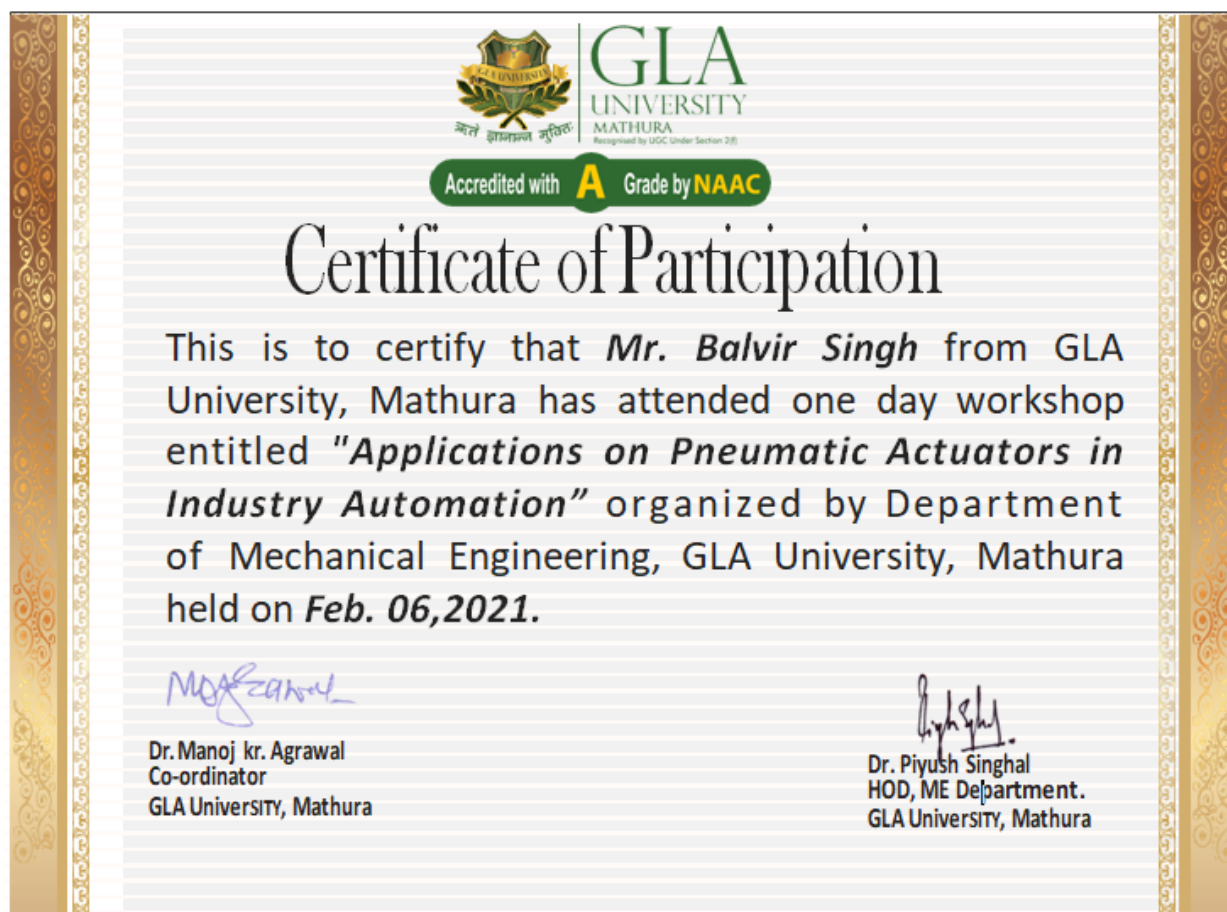 GLA UNIVERSITY
ऋते ज्ञानान्न मुक्तिः
GLA
UNIVERSITY
MATHURA
Recognised by UGC Under Section 2(f)
Accredited with A Grade by NAAC
Certificate of Participation
This is to certify that Mr. Balvir Singh from GLA
University, Mathura has attended one day workshop
entitled "Applications on Pneumatic Actuators in
Industry Automation” organized by Department
of Mechanical Engineering, GLA University, Mathura
held on Feb. 06,2021.
Dr. Manoj kr. Agrawal
Co-ordinator
GLA University, Mathura
Dr. Piyush Singhal
HOD, ME Department.
GLA University, Mathura